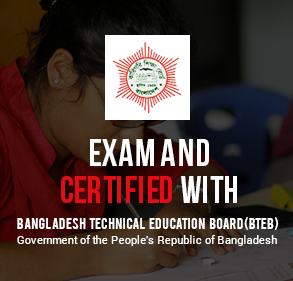 EXAM AND
CERTIFIED WITH
BANGLADESH TECHNICAL EDUCATION BOARD(BTEB)
Government of the People's Republic of Bangladesh